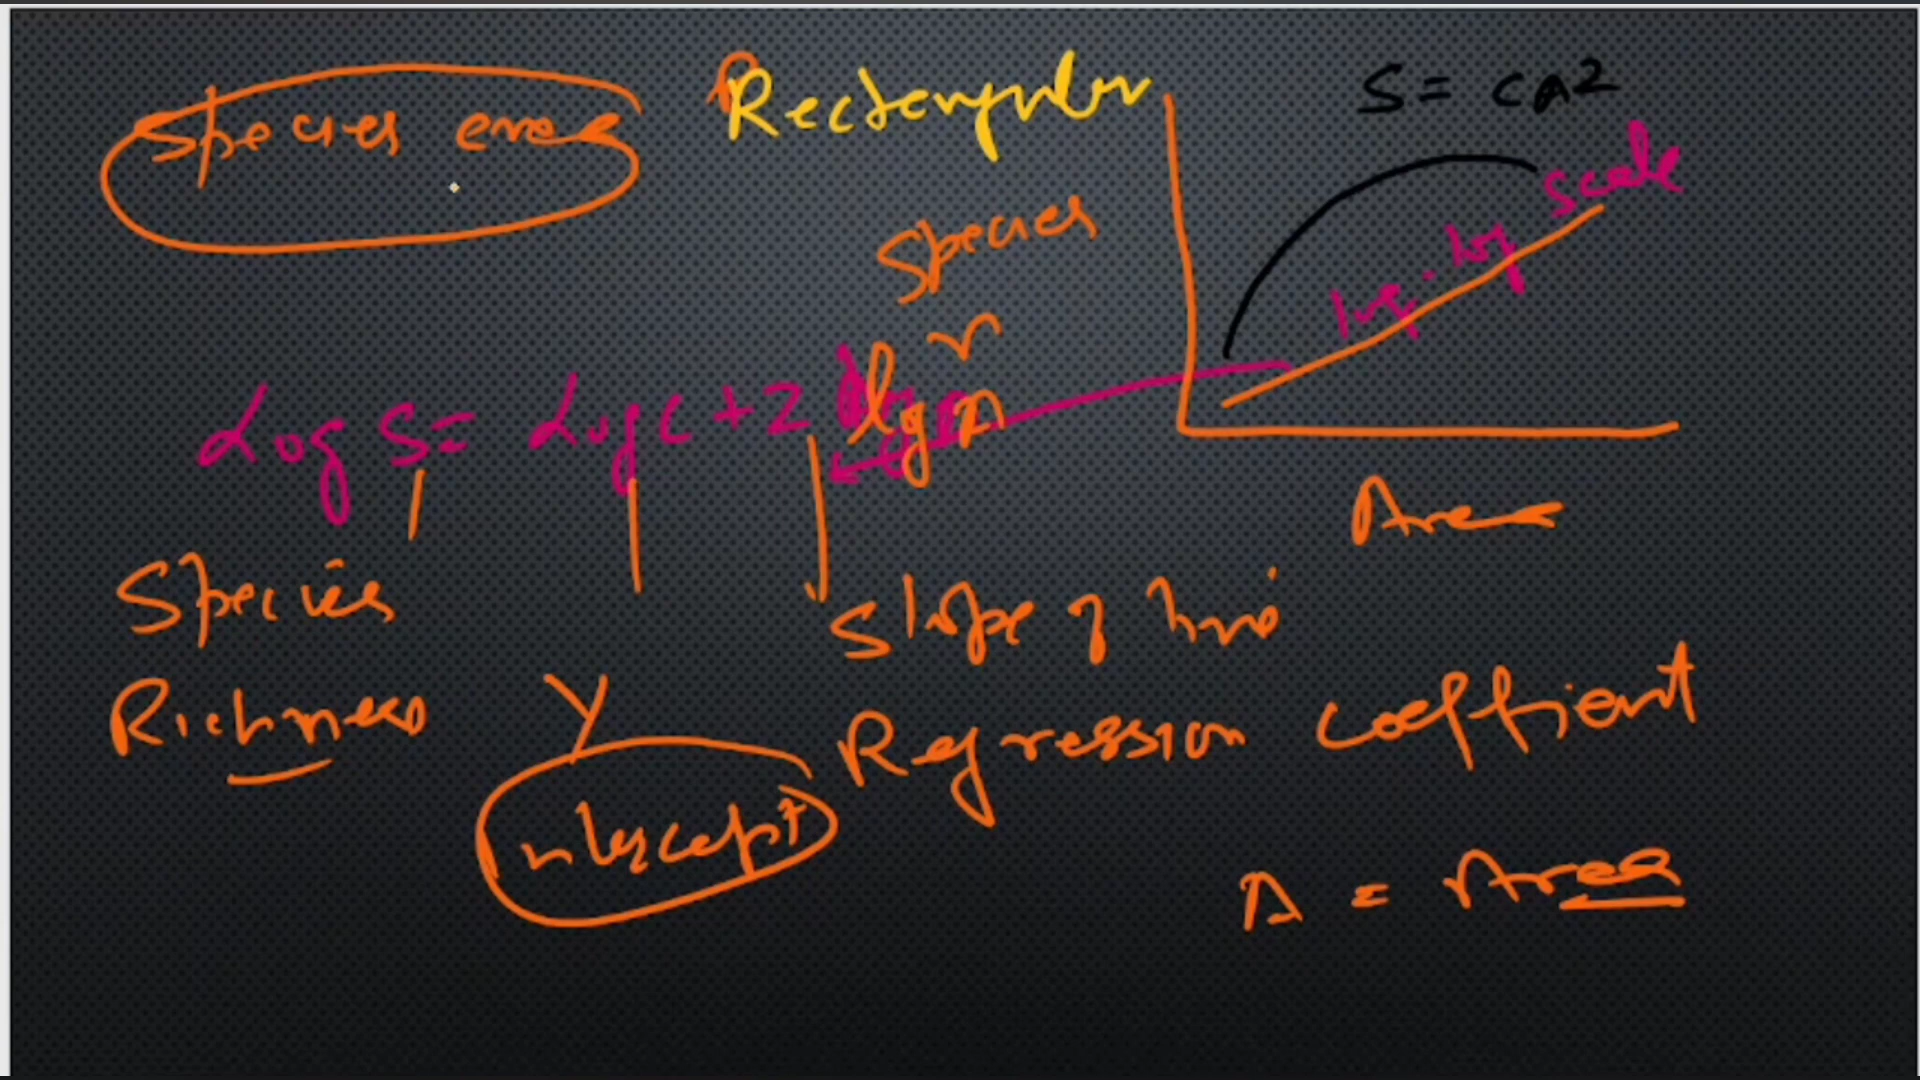 Species area
Rectangular
S = CA2
Scale
log-log
Species
r
Log S = Log C + Z log A
Area
Species
Richness
Y
intercept
Slope of line
Regression coefficient
A = Area